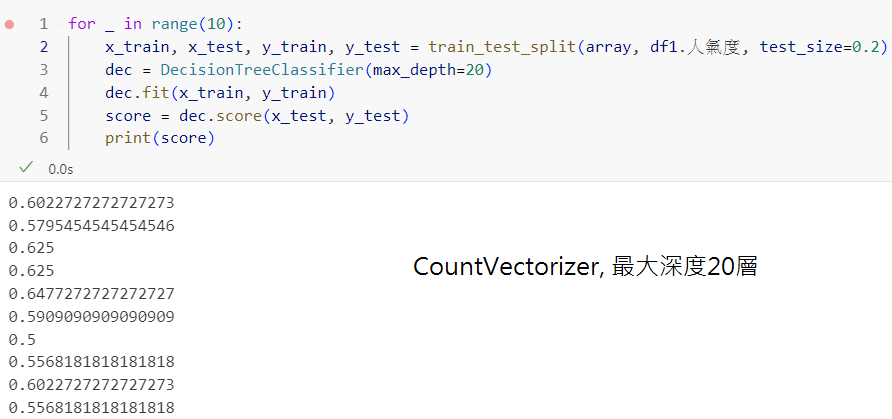 1 for _ in range(10):
2 x_train, x_test, y_train, y_test = train_test_split(array, df1.人氣度, test_size=0.2)
3 dec = DecisionTreeClassifier(max_depth=20)
4 dec.fit(x_train, y_train)
5 score = dec.score(x_test, y_test)
6 print(score)
0.0s
0.6022727272727273
0.5795454545454546
0.625
0.625
0.6477272727272727
0.5909090909090909
0.5
0.5568181818181818
0.6022727272727273
0.5568181818181818
CountVectorizer, 最大深度20層